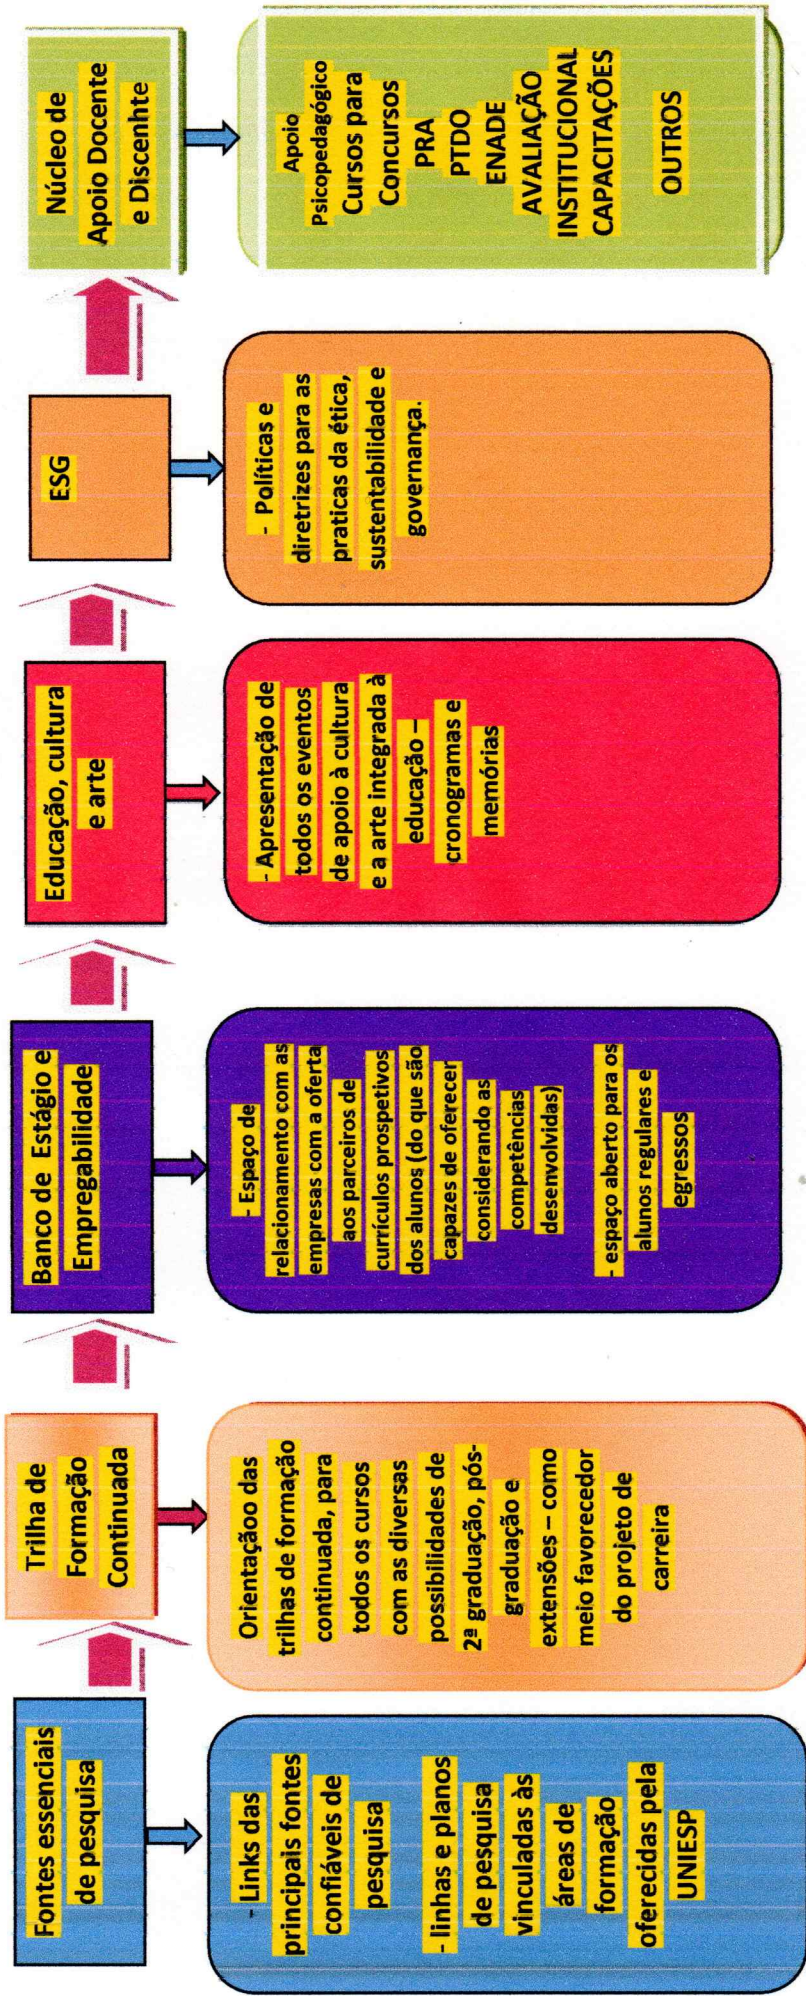 Fontes essenciais
de pesquisa
- Links das
principais fontes
confiáveis de
pesquisa
- linhas e planos
de pesquisa
vinculadas às
áreas de
formação
oferecidas pela
UNIESP
Trilha de
Formação
Continuada
Orientaçãoo das
trilhas de formação
continuada, para
todos os cursos
com as diversas
possibilidades de
2ª graduação, pós-
graduação e
extensões – como
meio favorecedor
do projeto de
carreira
Banco de Estágio e
Empregabilidade
- Espaço de
relacionamento com as
empresas com a oferta
aos parceiros de
currículos prospetivos
dos alunos (do que são
capazes de oferecer
considerando as
competências
desenvolvidas)
- espaço aberto para os
alunos regulares e
egressos
Educação, cultura
e arte
- Apresentação de
todos os eventos
de apoio à cultura
e a arte integrada à
educação –
cronogramas e
memórias
ESG
- Políticas e
diretrizes para as
praticas da ética,
sustentabilidade e
governança.
Núcleo de
Apoio Docente
e Discenhte
Apoio
Psicopedagógico
Cursos para
Concursos
PRA
PTDO
ENADE
AVALIAÇÃO
INSTITUCIONAL
CAPACITAÇÕES
OUTROS